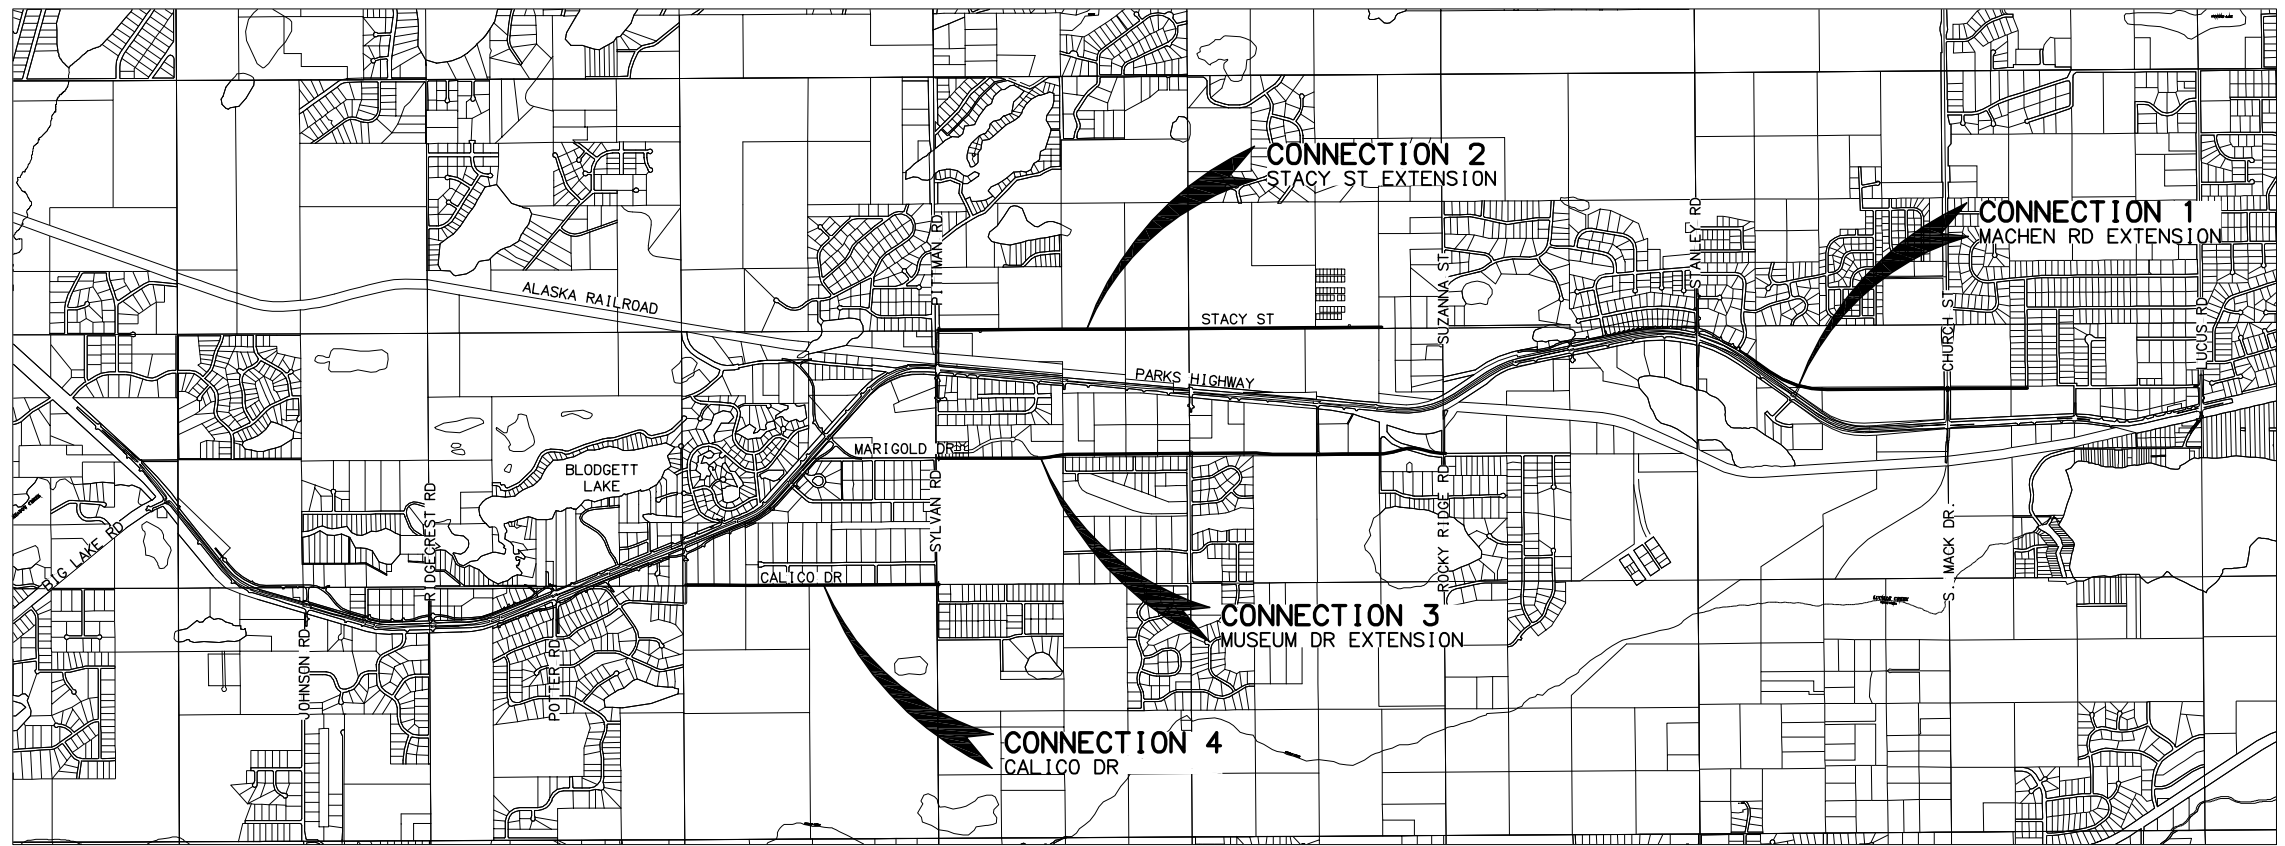 CONNECTION 2
STACY ST EXTENSION
CONNECTION 1
MACHEN RD EXTENSION
PITTMAN RD
SUZANNA ST
STANLEY RD
CHURCH ST
LUCUS RD
ALASKA RAILROAD
STACY ST
PARKS HIGHWAY
MARIGOLD DR
BLODGETT
LAKE
BIG LAKE RD
RIDGECREST RD
SYLVAN RD
ROCKY RIDGE RD
S. MACK DR.
CALICO DR
CONNECTION 3
MUSEUM DR EXTENSION
JOHNSON RD
POTTER RD
CONNECTION 4
CALICO DR